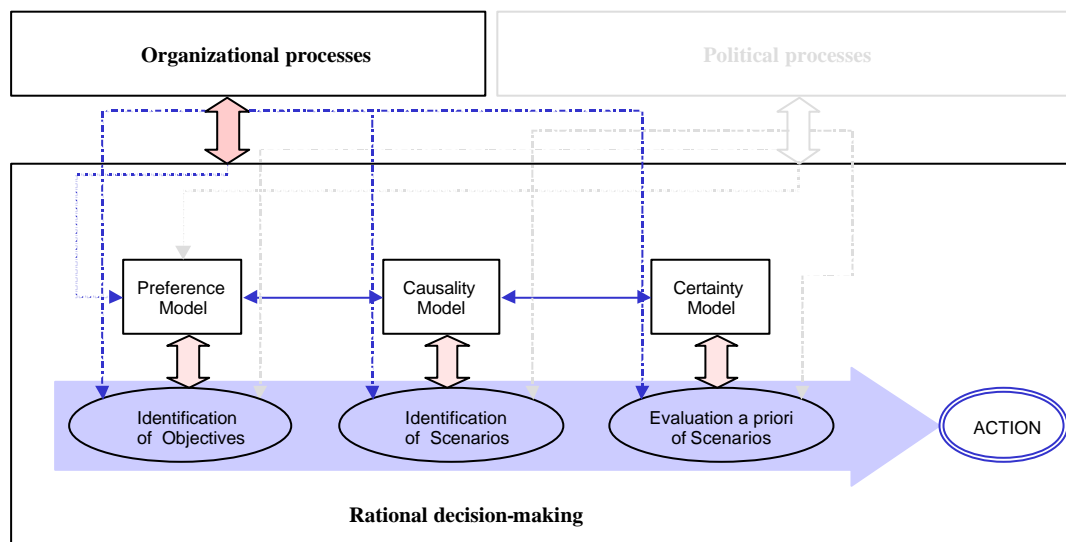 Organizational processes
Political processes
Preference
Model
Causality
Model
Certainty
Model
Identification
of Objectives
Identification
of Scenarios
Evaluation a priori
of Scenarios
ACTION
Rational decision-making